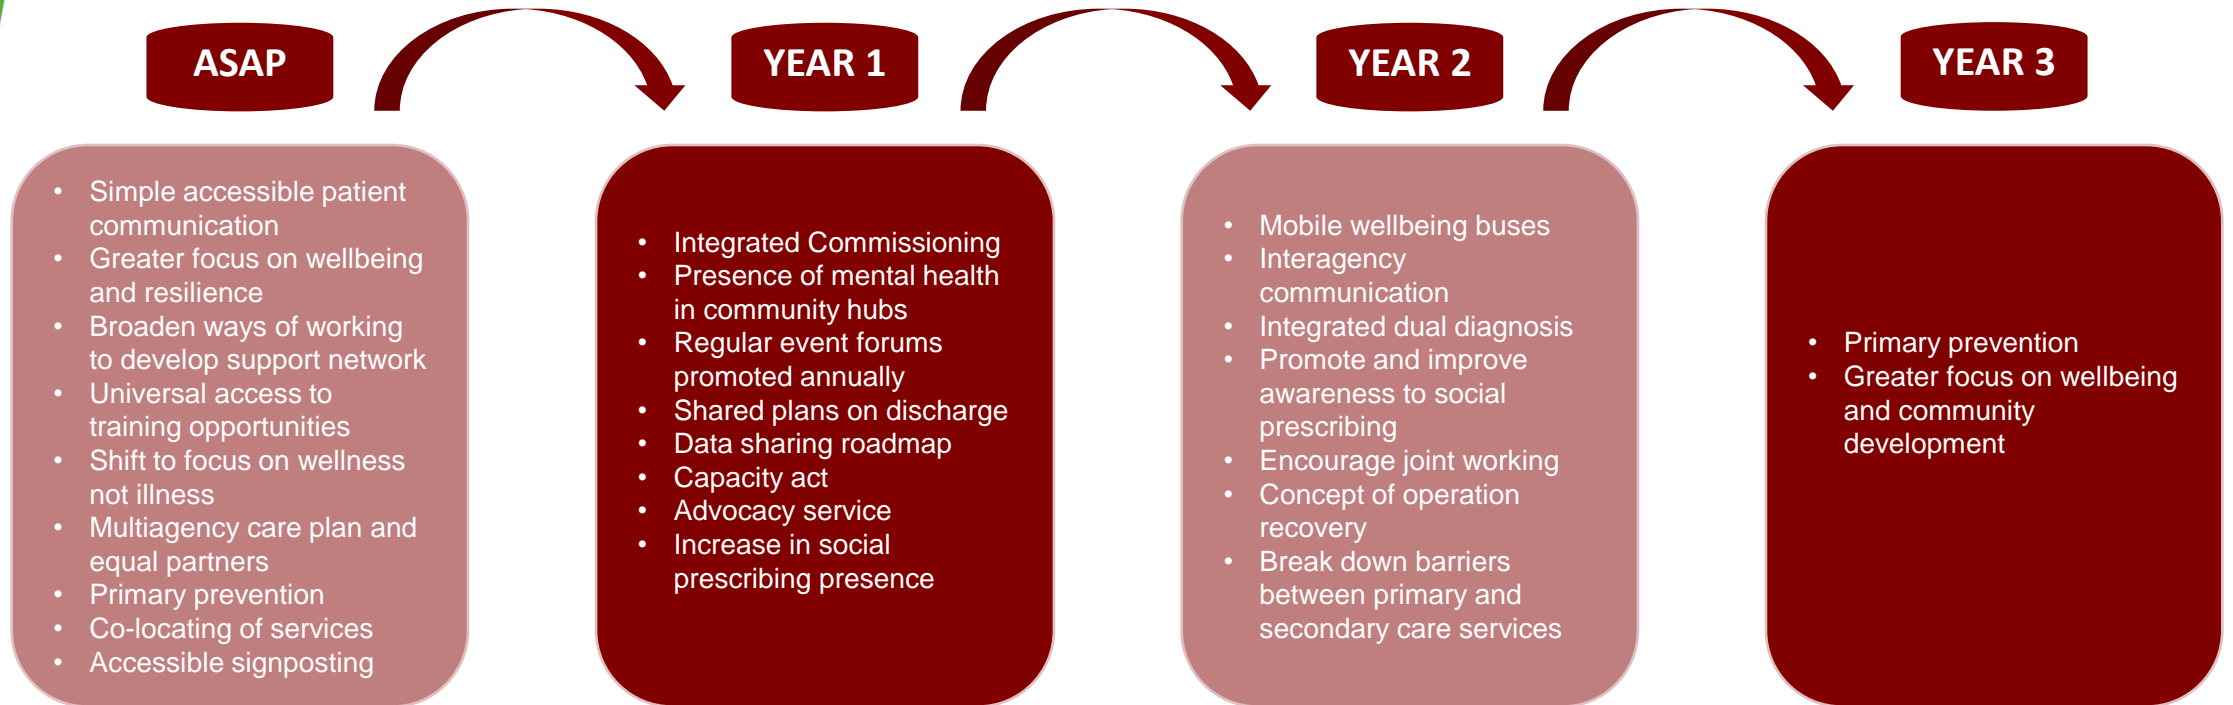 ASAP
YEAR 1
YEAR 2
YEAR 3
• Simple accessible patient
communication
• Greater focus on wellbeing
and resilience
• Broaden ways of working
to develop support network
• Universal access to
training opportunities
• Shift to focus on wellness
not illness
• Multiagency care plan and
equal partners
• Primary prevention
• Co-locating of services
• Accessible signposting
• Integrated Commissioning
• Presence of mental health
in community hubs
• Regular event forums
promoted annually
• Shared plans on discharge
• Data sharing roadmap
• Capacity act
• Advocacy service
• Increase in social
prescribing presence
• Mobile wellbeing buses
• Interagency
communication
• Integrated dual diagnosis
• Promote and improve
awareness to social
prescribing
• Encourage joint working
• Concept of operation
recovery
• Break down barriers
between primary and
secondary care services
• Primary prevention
• Greater focus on wellbeing
and community
development